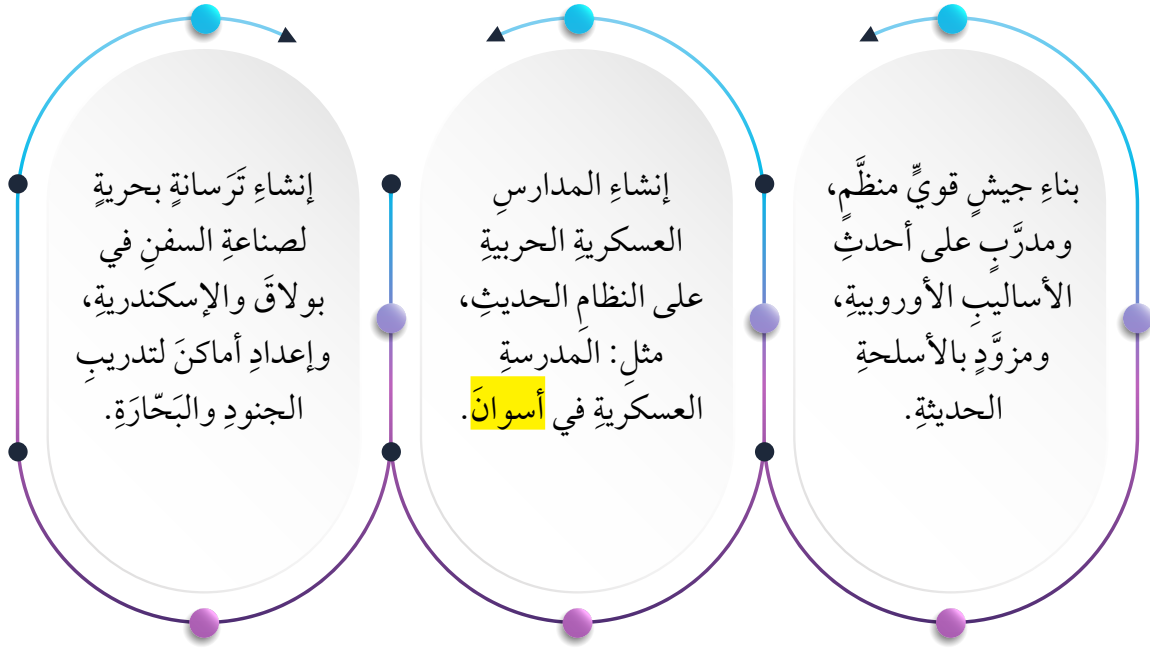 بناءِ جيشٍ قويٍّ منظَّمٍ،
ومدرَّبٍ على أحدثِ
الأساليبِ الأوروبيةِ،
ومزوَّدٍ بالأسلحةِ
الحديثةِ.
إنشاءِ المدارسِ
العسكريةِ الحربيةِ
على النظامِ الحديثِ،
مثلِ: المدرسةِ
العسكريةِ في أسوانَ.
إنشاءِ تَرَسانةٍ بحريةٍ
لصناعةِ السفنِ في
بولاقَ والإسكندريةِ،
وإعدادِ أماكنَ لتدريبِ
الجنودِ والبَحّارَةِ.